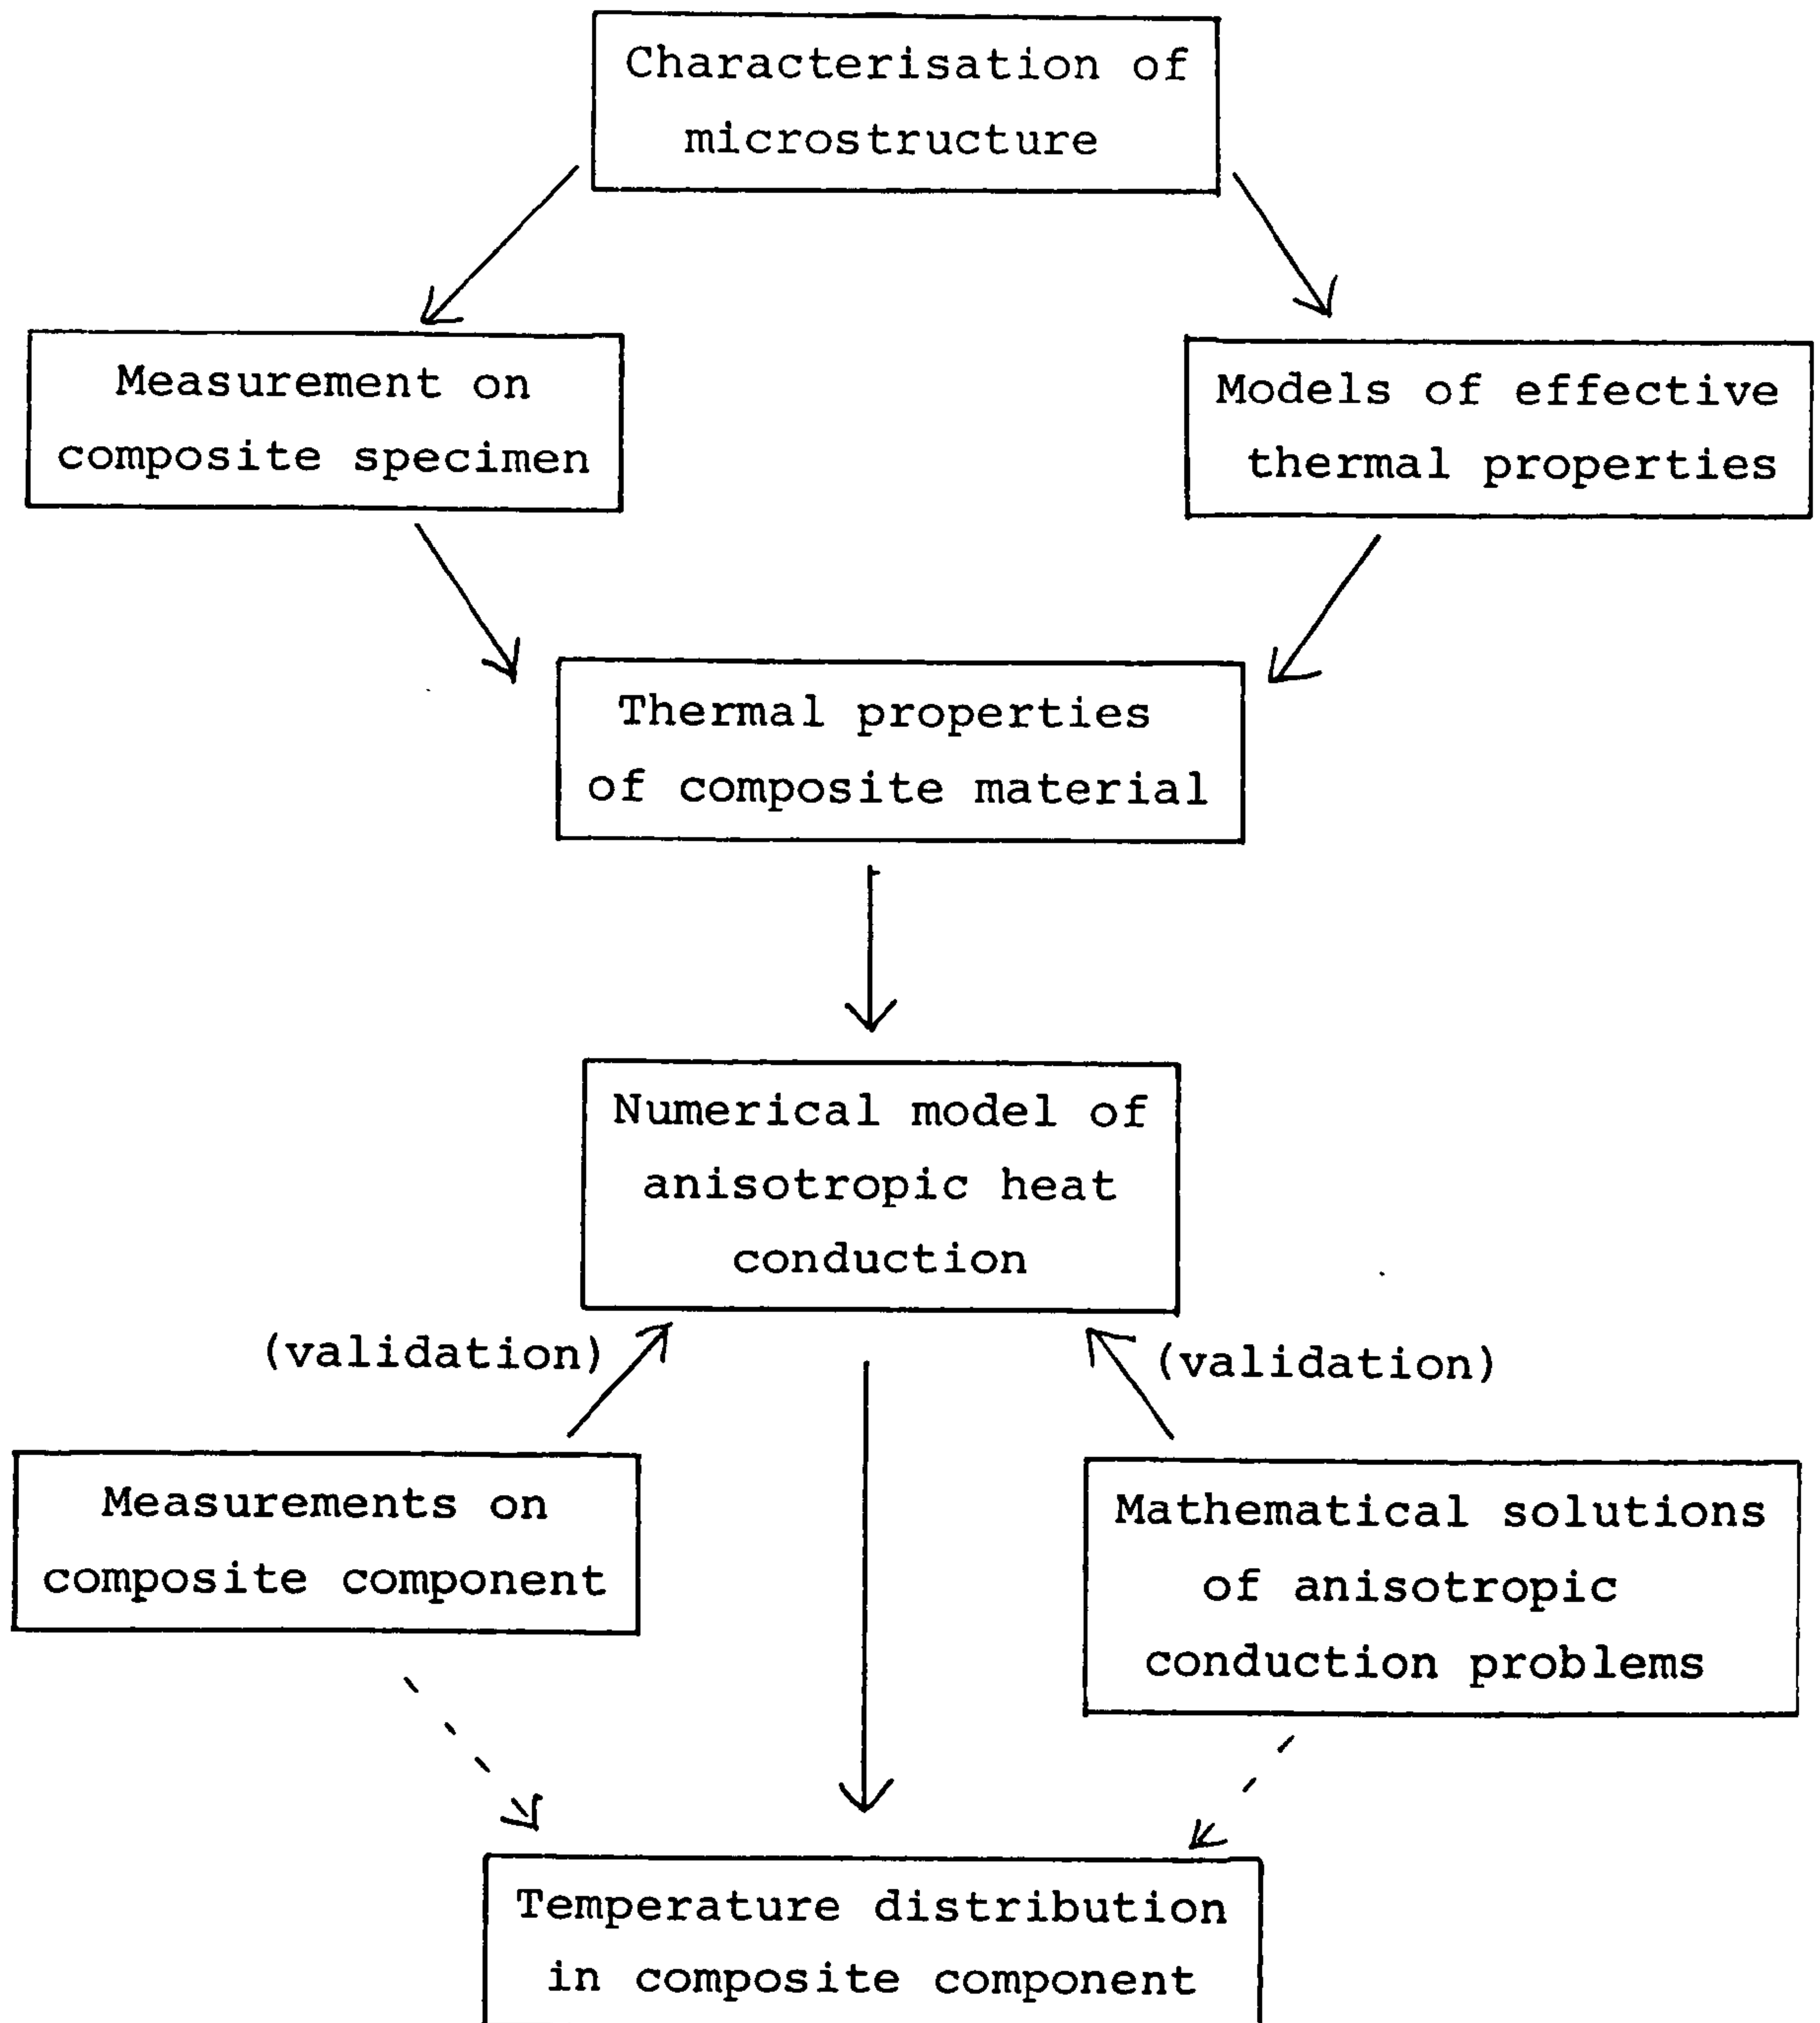 Characterisation of
microstructure
Measurement on
composite specimen
Models of effective
thermal properties
Thermal properties
of composite material
Numerical model of
anisotropic heat
conduction
(validation)
(validation)
Measurements on
composite component
Mathematical solutions
of anisotropic
conduction problems
Temperature distribution
in composite component